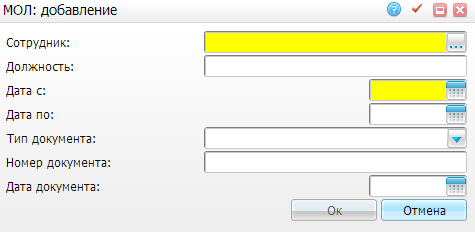 МОЛ: добавление
Сотрудник:
Должность:
Дата с:
Дата по:
Тип документа:
Номер документа:
Дата документа:
Ок Отмена